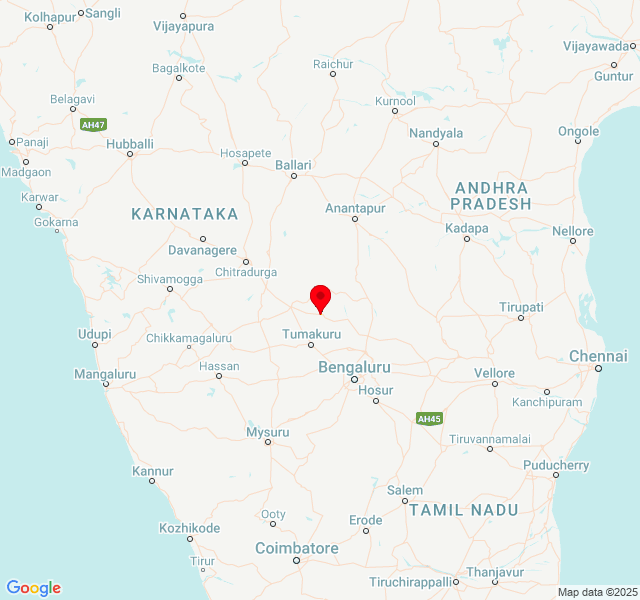 Kolhapur
Sangli
Vijayapura
Vijayawada
Bagalkote
Raichur
Guntur
Belagavi
Kurnool
AH47
Nandyala
Ongole
Panaji
Hubballi
Madgaon
Hosapete
Ballari
ANDHRA
PRADESH
Karwar
KARNATAKA
Anantapur
Gokarna
Kadapa
Nellore
Davanagere
Chitradurga
Shivamogga
Tirupati
Udupi
Chikkamagaluru
Tumakuru
Chennai
Mangaluru
Hassan
Bengaluru
Vellore
Hosur
Kanchipuram
AH45
Mysuru
Tiruvannamalai
Kannur
Puducherry
Salem
Ooty
TAMIL NADU
Kozhikode
Erode
Coimbatore
Tirur
Tiruchirappalli
Thanjavur
Google
Map data ©2025